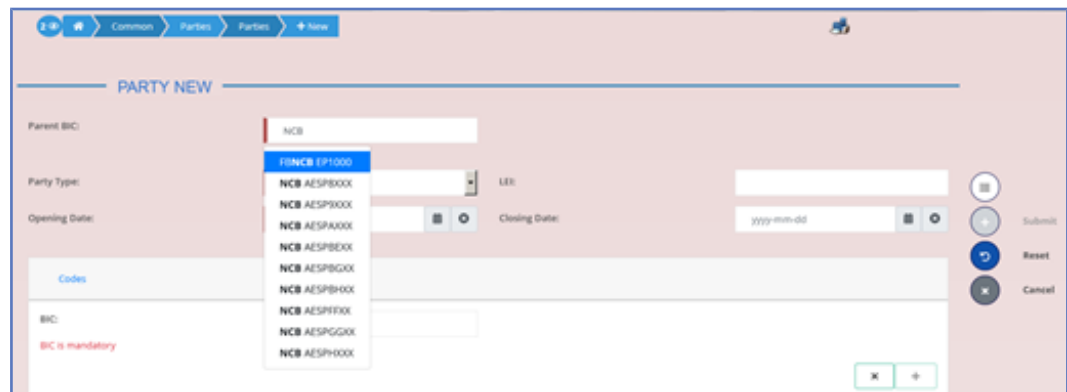 2
Common Parties Parties + New
PARTY NEW
Parent BIC:
NCB
FBNCB EP1000
Party Type:
NCB AESPBXXX
LEI:
NCB AESP9XXX
Opening Date:
NCB AESPAXXX
Closing Date:
yyyy-mm-dd
Submit
NCB AESPBEXX
NCB AESPBGXX
Reset
Codes
NCB AESPBHXX
Cancel
NCB AESPFFXX
BIC:
NCB AESPGGXX
BIC is mandatory
NCB AESPHXXX